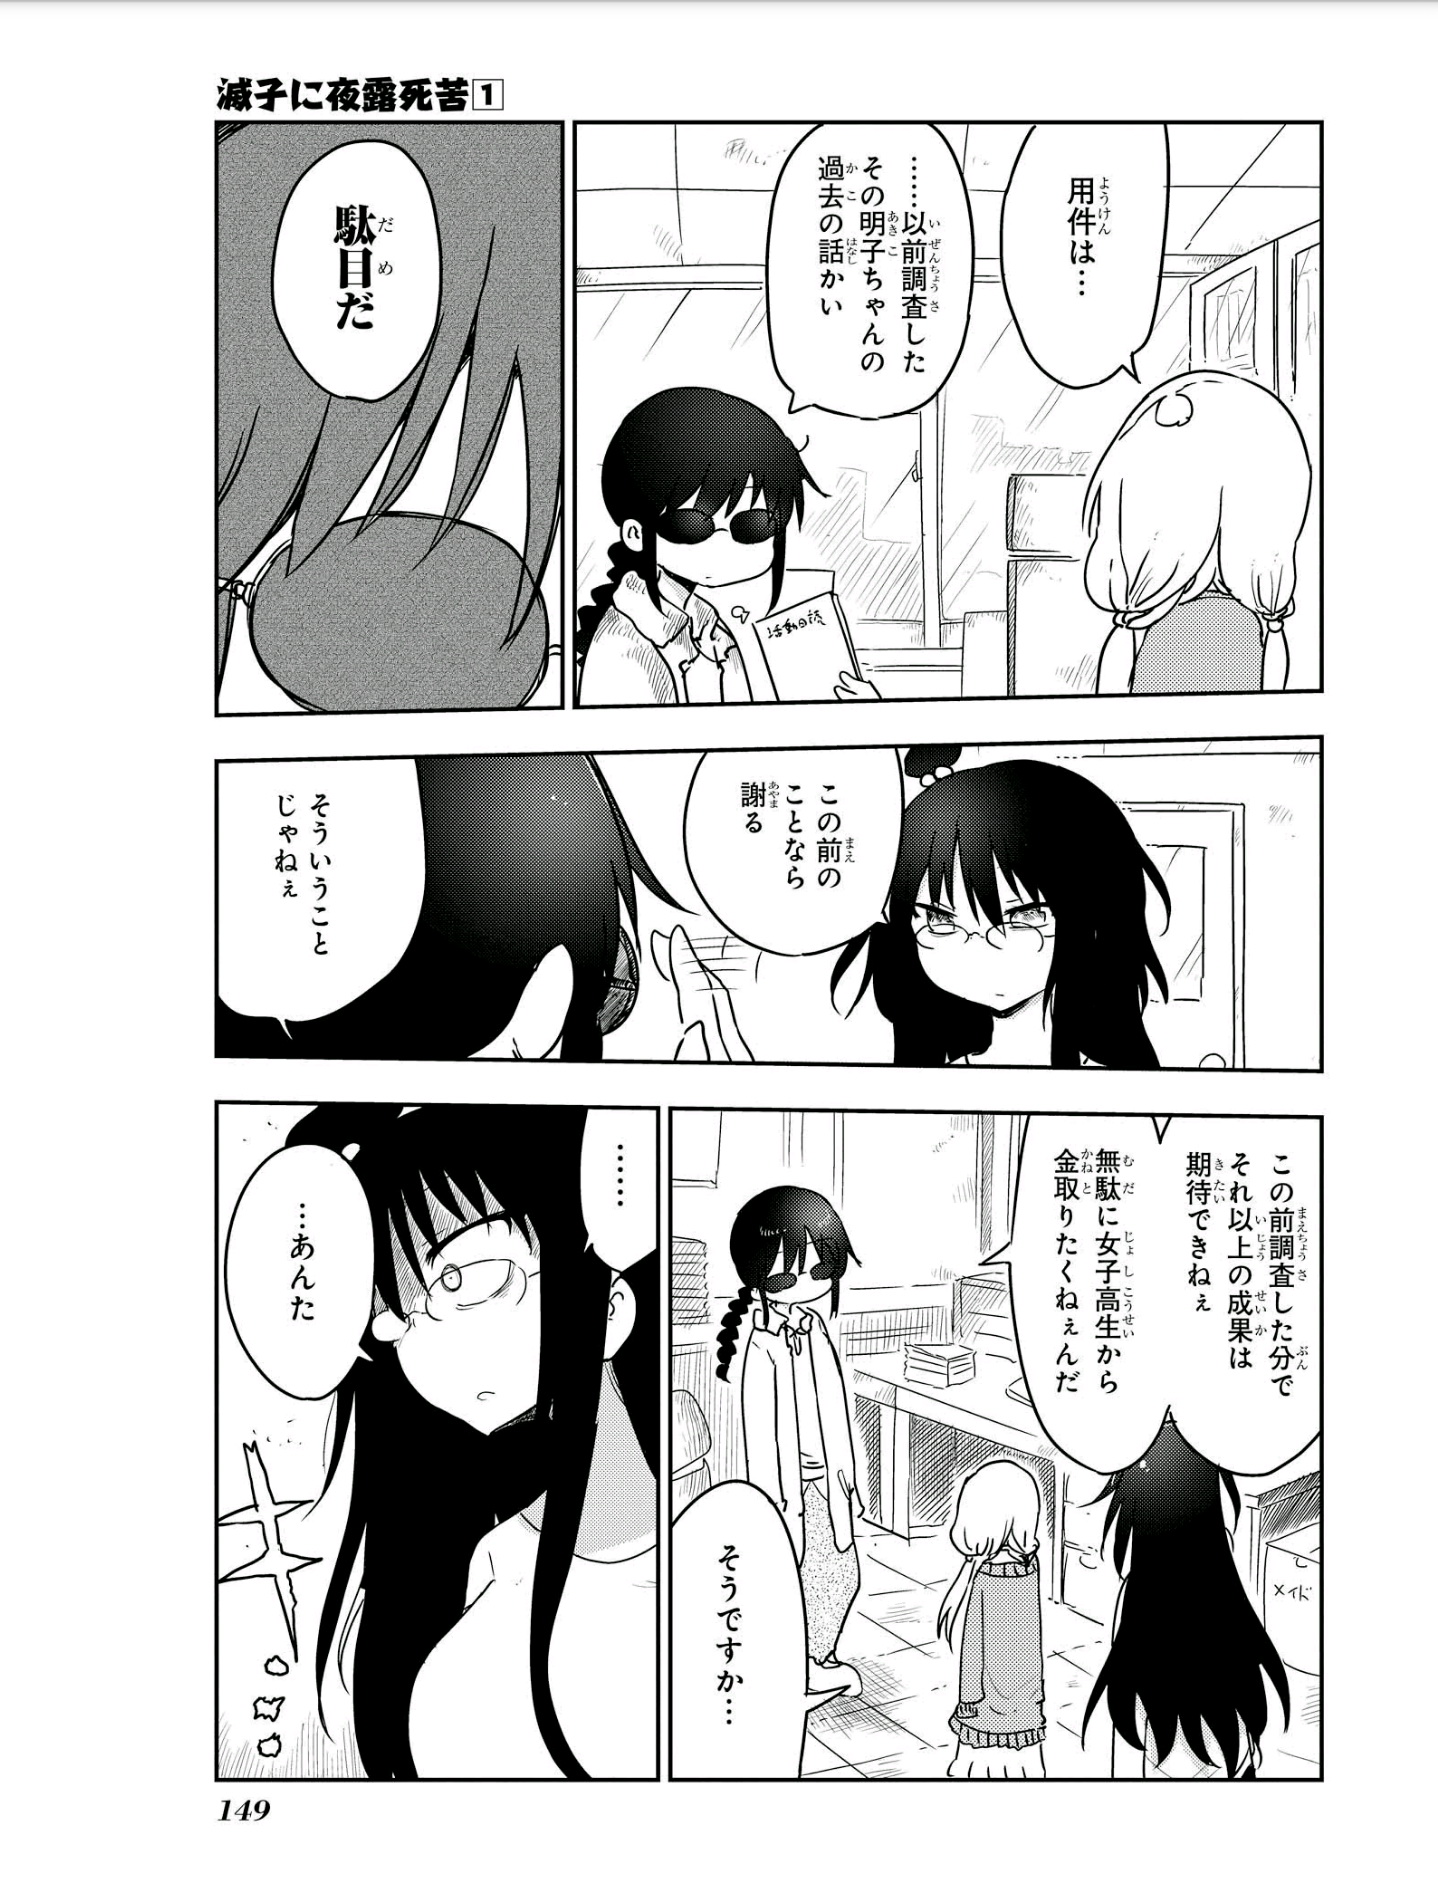 滅子に夜露死苦1
用件は…
……以前調査した
その明子ちゃんの
過去の話かい
活動日誌
駄目だ
この前の
ことなら
謝る
そういうこと
じゃねぇ
この前調査した分で
それ以上の成果は
期待できねぇ
無駄に女子高生から
金取りたくねぇんだ
メイド
そうですか…
……
…あんた
149